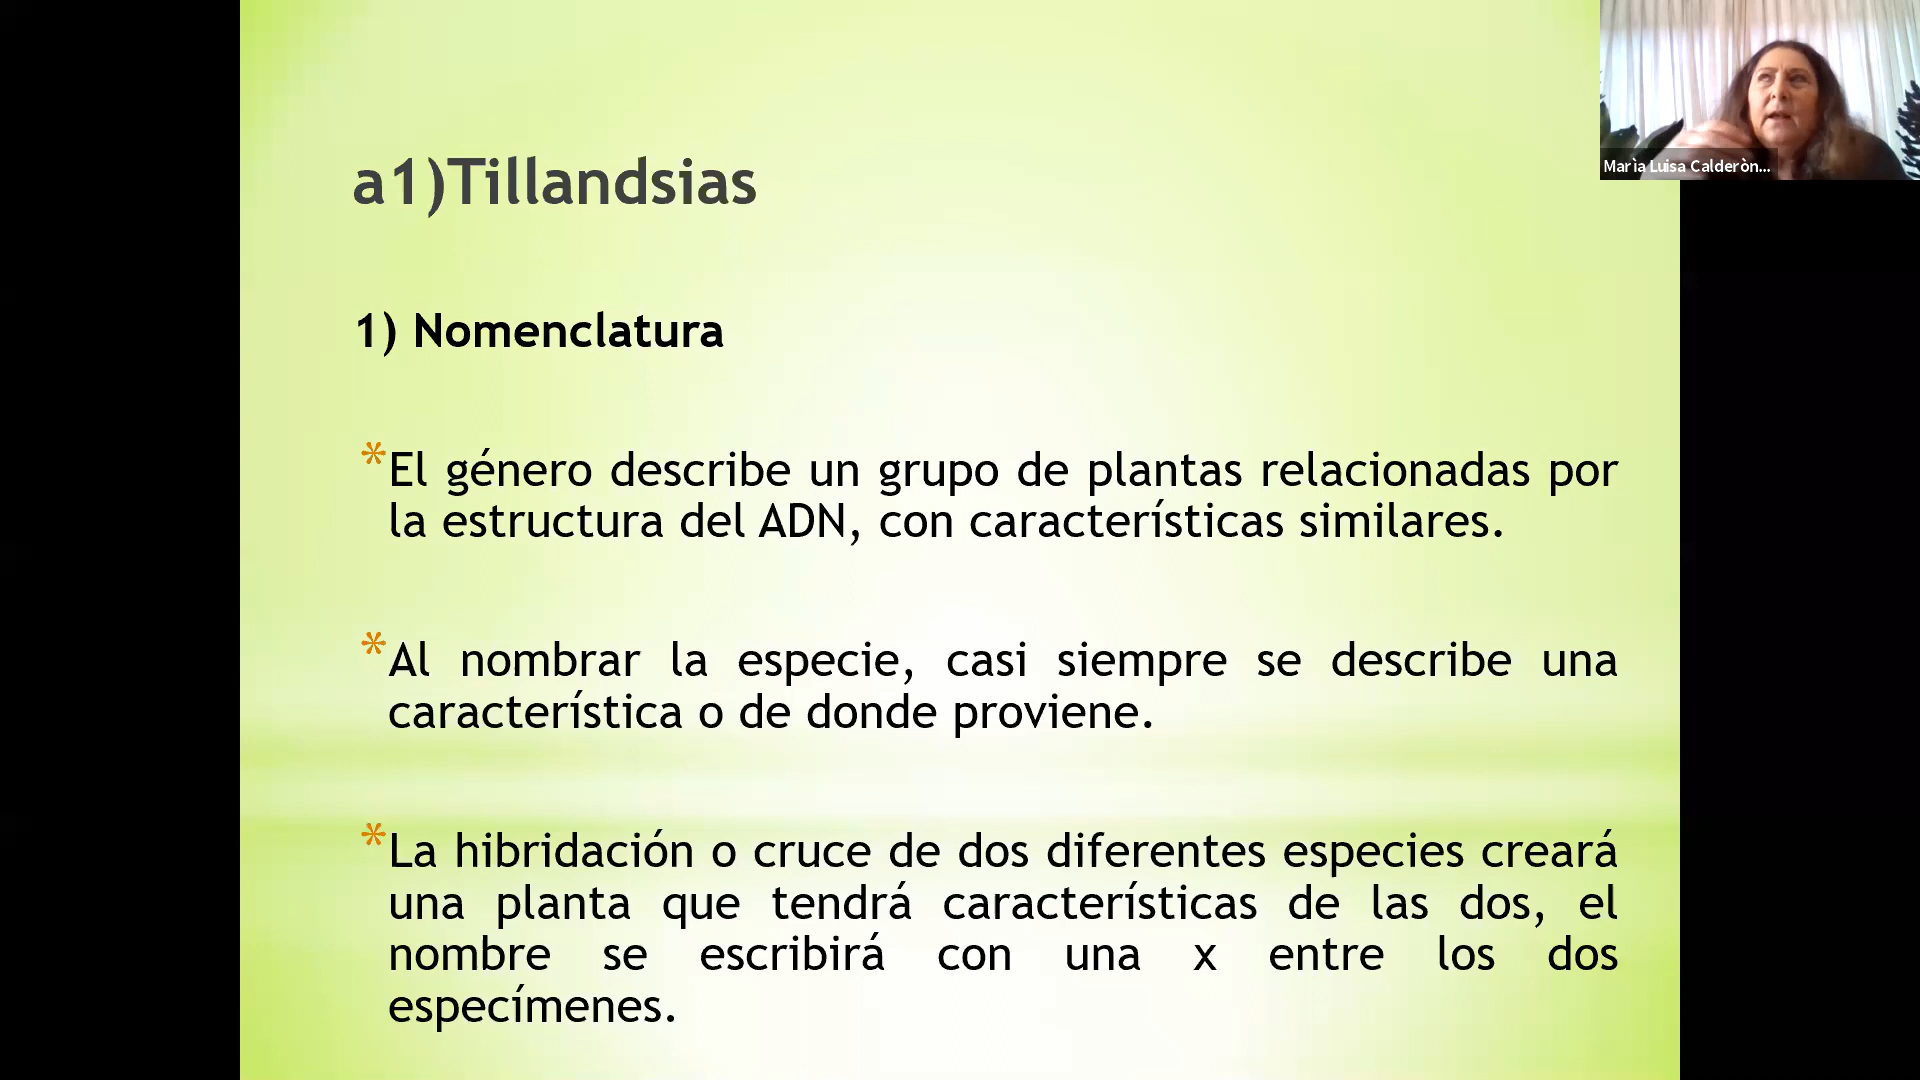 a1)Tillandsias
Marìa Luisa Calderòn...
1) Nomenclatura
*El género describe un grupo de plantas relacionadas por
la estructura del ADN, con características similares.
*Al nombrar la especie, casi siempre se describe una
característica o de donde proviene.
*La hibridación o cruce de dos diferentes especies creará
una planta que tendrá características de las dos, el
nombre se escribirá con una x entre los dos
especímenes.